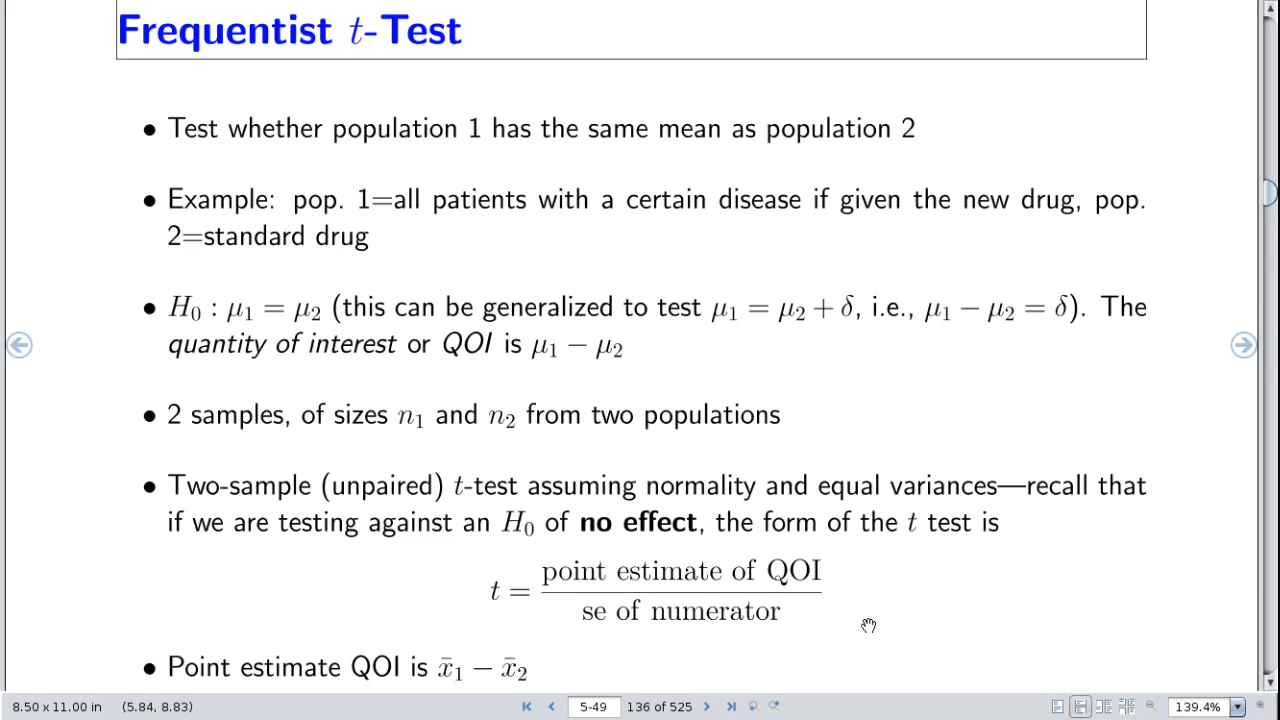 Frequentist t-Test
• Test whether population 1 has the same mean as population 2
• Example: pop. 1=all patients with a certain disease if given the new drug, pop.
2=standard drug
• H₀ : μ₁ = μ₂ (this can be generalized to test μ₁ = μ₂ + δ, i.e., μ₁ − μ₂ = δ). The
quantity of interest or QOI is μ₁ − μ₂
• 2 samples, of sizes n₁ and n₂ from two populations
• Two-sample (unpaired) t-test assuming normality and equal variances—recall that
if we are testing against an H₀ of no effect, the form of the t test is
point estimate of QOI
t =
se of numerator
• Point estimate QOI is x̄₁ − x̄₂
8.50 x 11.00 in (5.84, 8.83) 5-49 136 of 525 139.4%